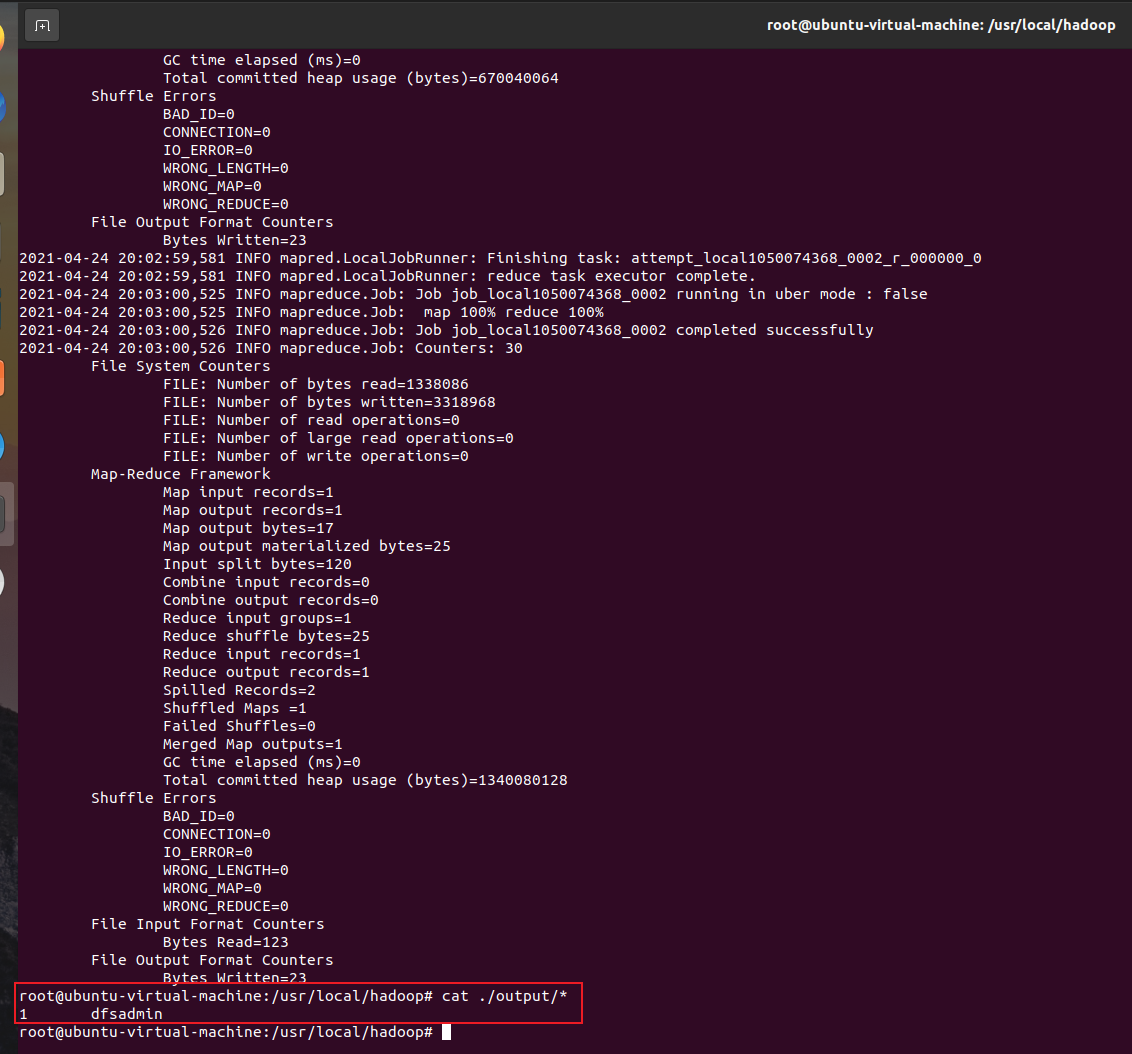 root@ubuntu-virtual-machine: /usr/local/hadoop
GC time elapsed (ms)=0
Total committed heap usage (bytes)=670040064
Shuffle Errors
BAD_ID=0
CONNECTION=0
IO_ERROR=0
WRONG_LENGTH=0
WRONG_MAP=0
WRONG_REDUCE=0
File Output Format Counters
Bytes Written=23
2021-04-24 20:02:59,581 INFO mapred.LocalJobRunner: Finishing task: attempt_local1050074368_0002_r_000000_0
2021-04-24 20:02:59,581 INFO mapred.LocalJobRunner: reduce task executor complete.
2021-04-24 20:03:00,525 INFO mapreduce.Job: Job job_local1050074368_0002 running in uber mode : false
2021-04-24 20:03:00,525 INFO mapreduce.Job:  map 100% reduce 100%
2021-04-24 20:03:00,526 INFO mapreduce.Job: Job job_local1050074368_0002 completed successfully
2021-04-24 20:03:00,526 INFO mapreduce.Job: Counters: 30
File System Counters
FILE: Number of bytes read=1338086
FILE: Number of bytes written=3318968
FILE: Number of read operations=0
FILE: Number of large read operations=0
FILE: Number of write operations=0
Map-Reduce Framework
Map input records=1
Map output records=1
Map output bytes=17
Map output materialized bytes=25
Input split bytes=120
Combine input records=0
Combine output records=0
Reduce input groups=1
Reduce shuffle bytes=25
Reduce input records=1
Reduce output records=1
Spilled Records=2
Shuffled Maps =1
Failed Shuffles=0
Merged Map outputs=1
GC time elapsed (ms)=0
Total committed heap usage (bytes)=1340080128
Shuffle Errors
BAD_ID=0
CONNECTION=0
IO_ERROR=0
WRONG_LENGTH=0
WRONG_MAP=0
WRONG_REDUCE=0
File Input Format Counters
Bytes Read=123
File Output Format Counters
Bytes Written=23
root@ubuntu-virtual-machine:/usr/local/hadoop# cat ./output/*
1       dfsadmin
root@ubuntu-virtual-machine:/usr/local/hadoop#